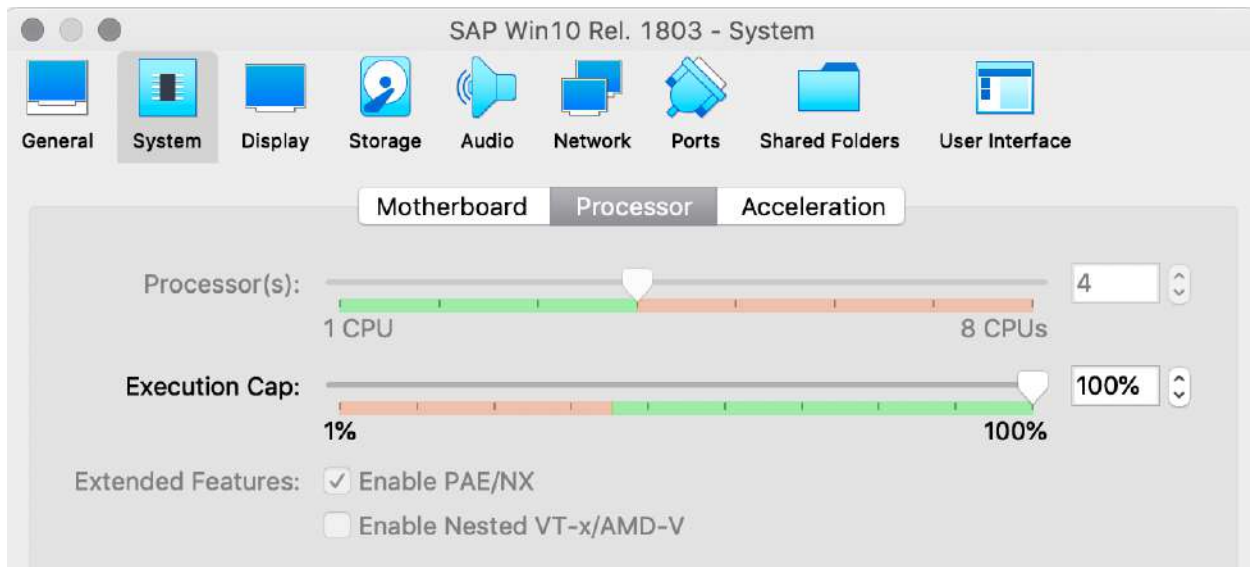 SAP Win10 Rel. 1803 - System
General System Display Storage Audio Network Ports Shared Folders User Interface
Motherboard Processor Acceleration
Processor(s): 4
1 CPU 8 CPUs
Execution Cap: 100%
1% 100%
Extended Features: Enable PAE/NX
Enable Nested VT-x/AMD-V